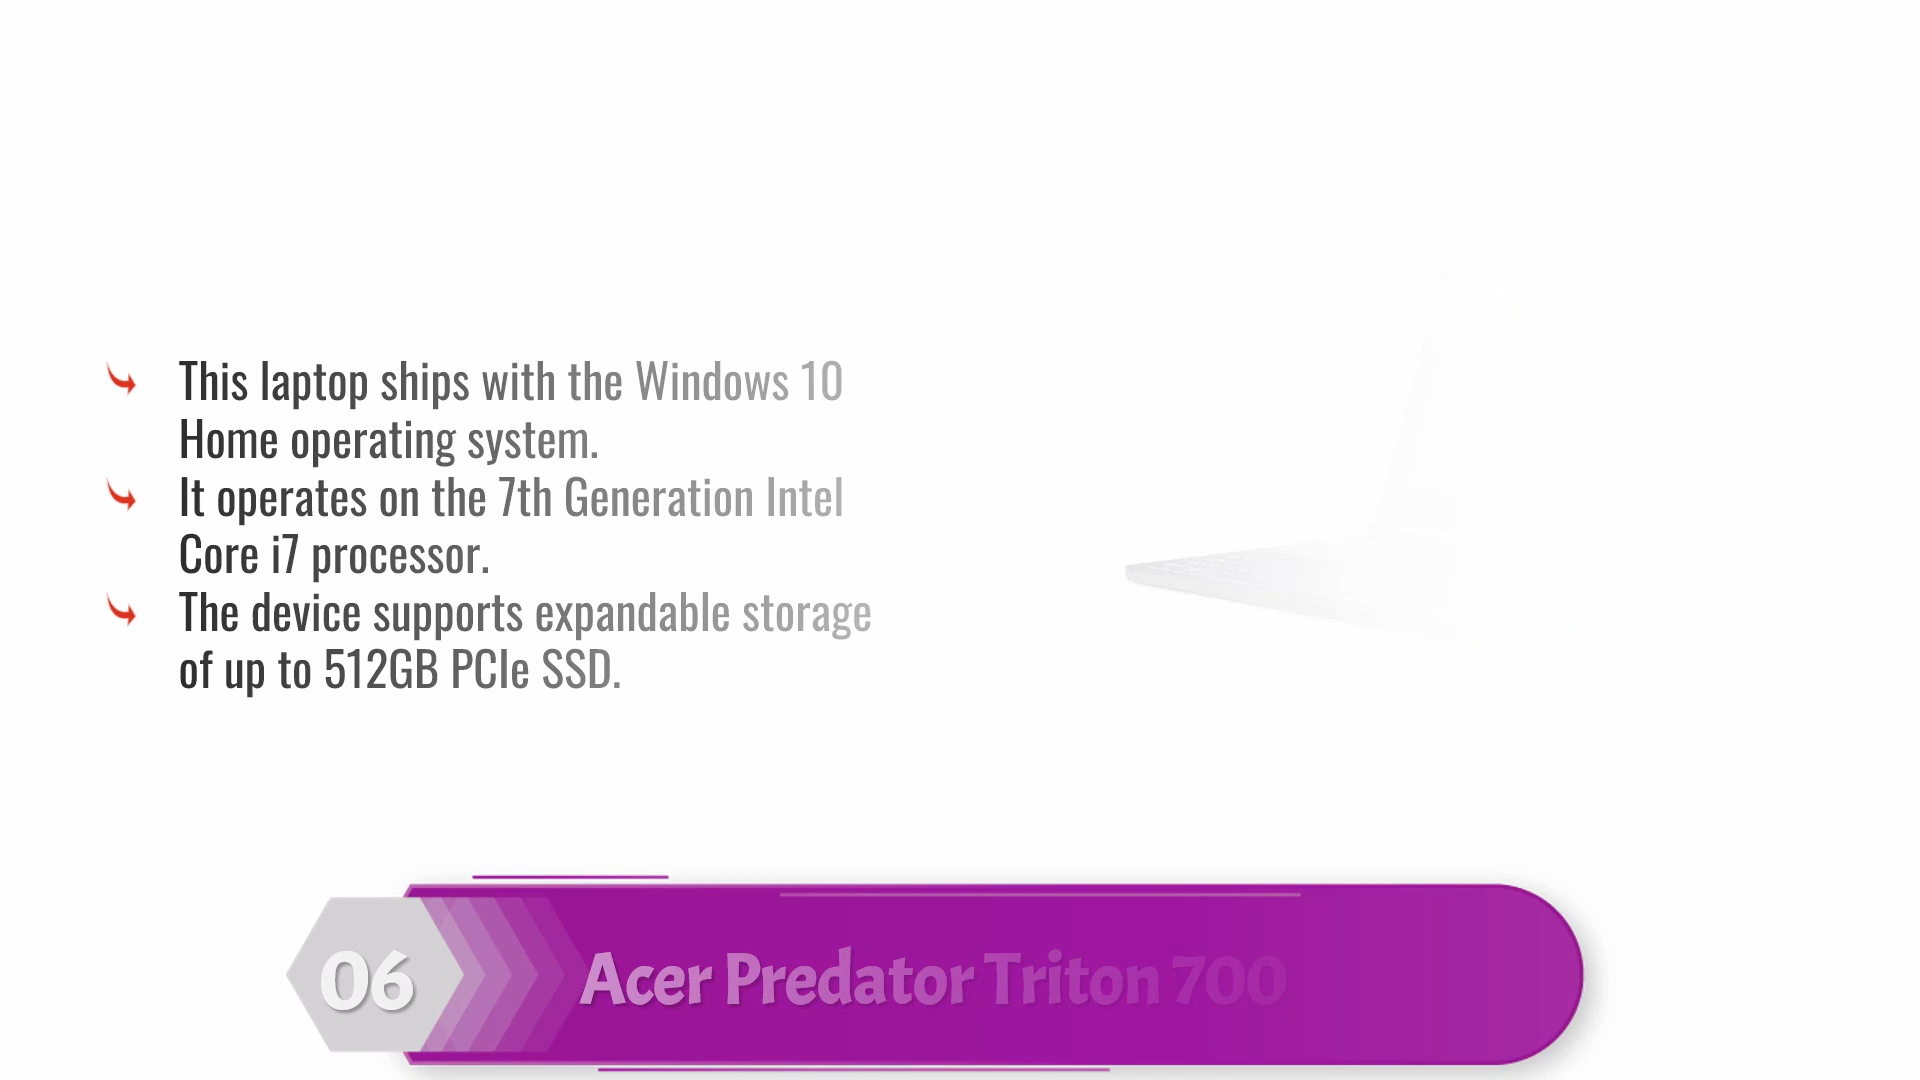 This laptop ships with the Windows 10
Home operating system.
It operates on the 7th Generation Intel
Core i7 processor.
The device supports expandable storage
of up to 512GB PCIe SSD.
06 Acer Predator Triton 700